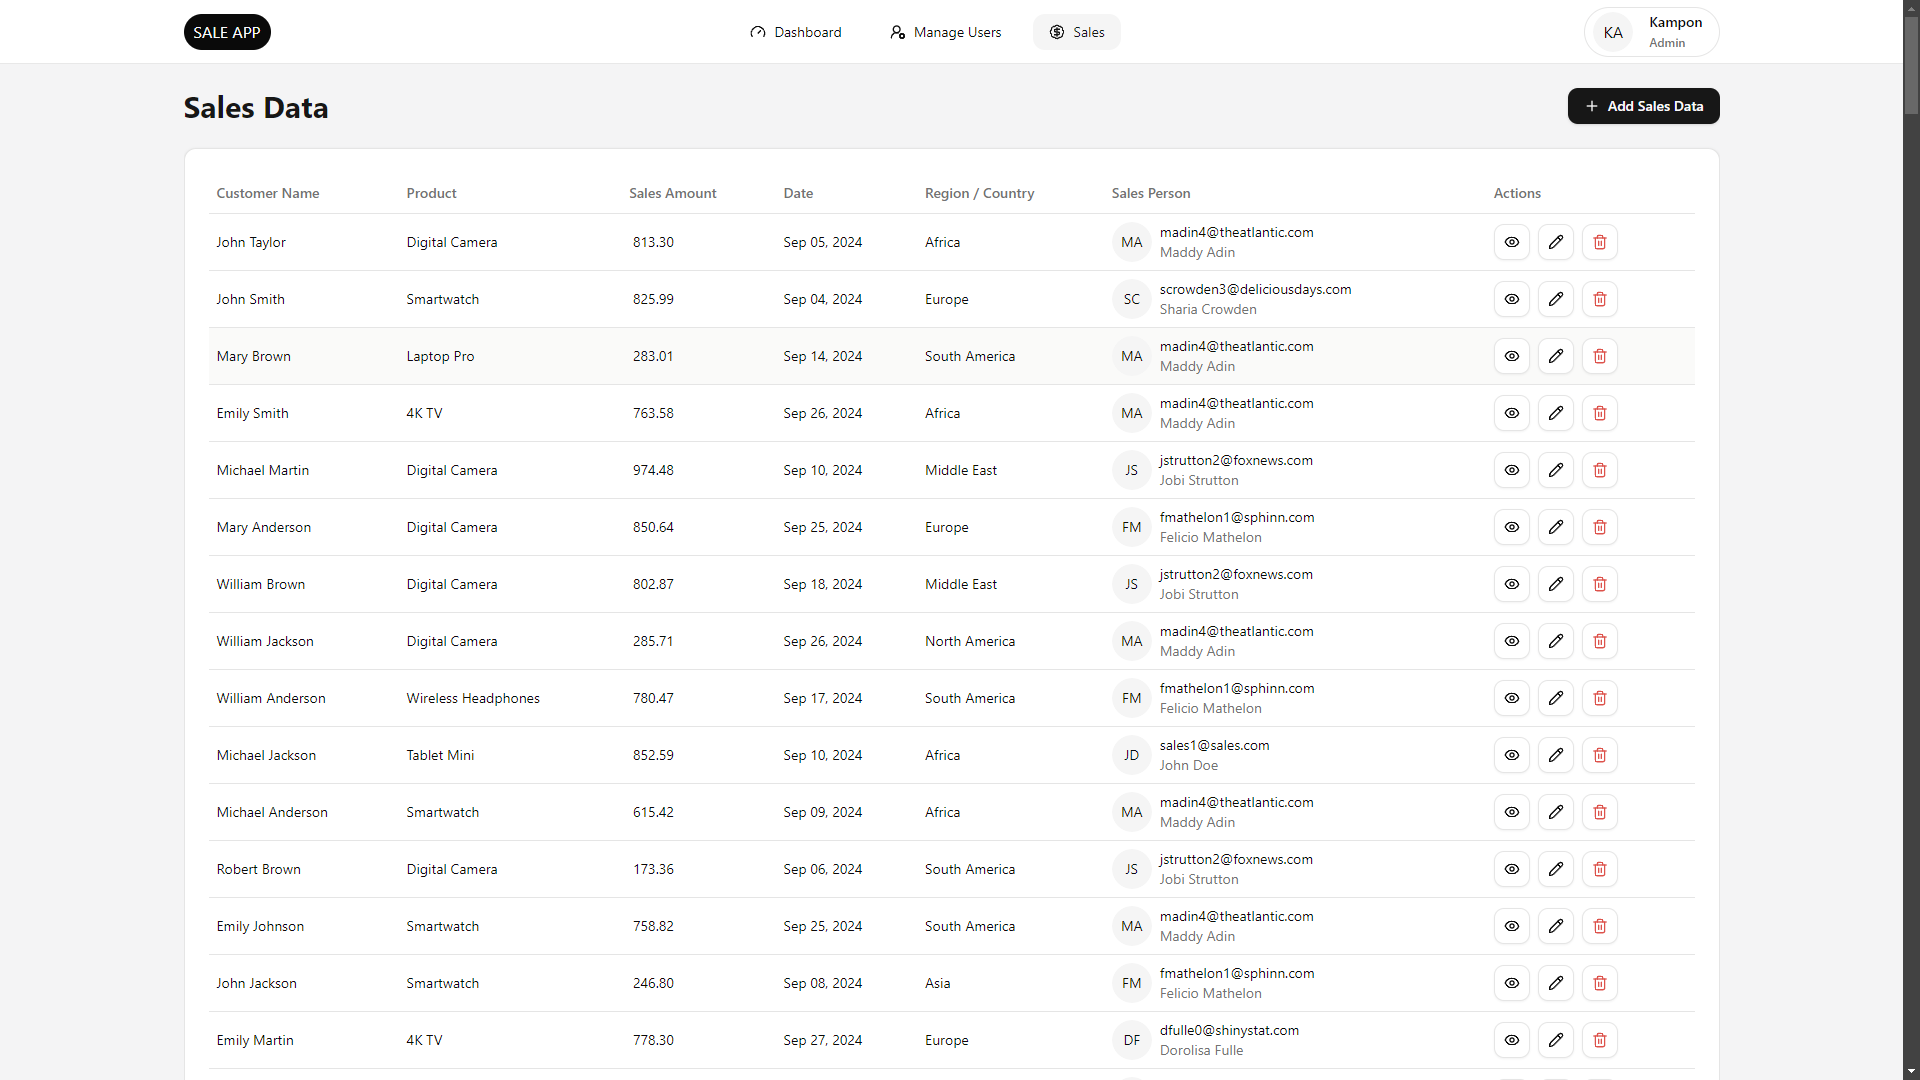 SALE APP
Dashboard
Manage Users
Sales
KA
Kampon
Admin
Sales Data
Add Sales Data
Customer Name Product Sales Amount Date Region / Country Sales Person Actions
John Taylor Digital Camera 813.30 Sep 05, 2024 Africa MA madin4@theatlantic.com
Maddy Adin
John Smith Smartwatch 825.99 Sep 04, 2024 Europe SC scrowden3@deliciousdays.com
Sharia Crowden
Mary Brown Laptop Pro 283.01 Sep 14, 2024 South America MA madin4@theatlantic.com
Maddy Adin
Emily Smith 4K TV 763.58 Sep 26, 2024 Africa MA madin4@theatlantic.com
Maddy Adin
Michael Martin Digital Camera 974.48 Sep 10, 2024 Middle East JS jstrutton2@foxnews.com
Jobi Strutton
Mary Anderson Digital Camera 850.64 Sep 25, 2024 Europe FM fmathelon1@sphinn.com
Felicio Mathelon
William Brown Digital Camera 802.87 Sep 18, 2024 Middle East JS jstrutton2@foxnews.com
Jobi Strutton
William Jackson Digital Camera 285.71 Sep 26, 2024 North America MA madin4@theatlantic.com
Maddy Adin
William Anderson Wireless Headphones 780.47 Sep 17, 2024 South America FM fmathelon1@sphinn.com
Felicio Mathelon
Michael Jackson Tablet Mini 852.59 Sep 10, 2024 Africa JD sales1@sales.com
John Doe
Michael Anderson Smartwatch 615.42 Sep 09, 2024 Africa MA madin4@theatlantic.com
Maddy Adin
Robert Brown Digital Camera 173.36 Sep 06, 2024 South America JS jstrutton2@foxnews.com
Jobi Strutton
Emily Johnson Smartwatch 758.82 Sep 25, 2024 South America MA madin4@theatlantic.com
Maddy Adin
John Jackson Smartwatch 246.80 Sep 08, 2024 Asia FM fmathelon1@sphinn.com
Felicio Mathelon
Emily Martin 4K TV 778.30 Sep 27, 2024 Europe DF dfulle0@shinystat.com
Dorolisa Fulle